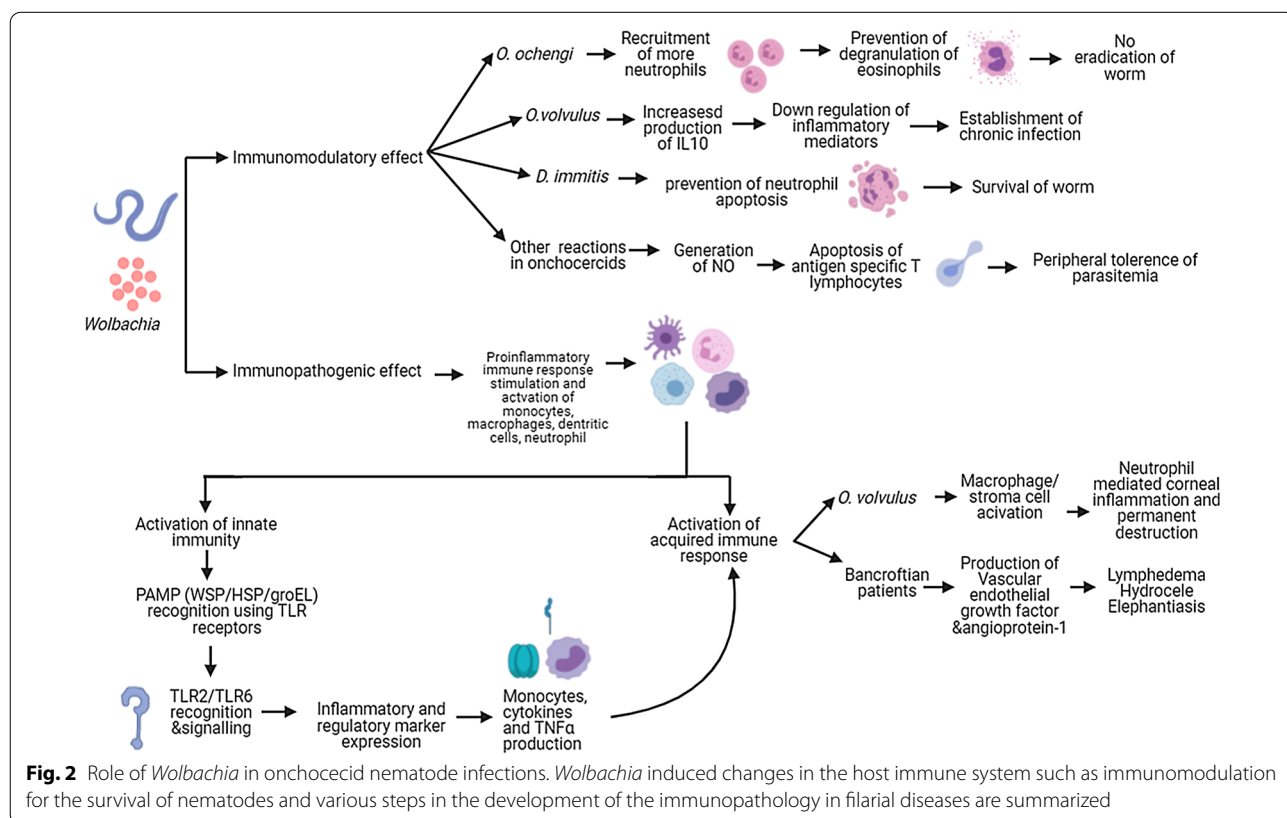 O. ochengi
Recruitment
of more
neutrophils
Prevention of
degranulation of
eosinophils
No
eradication of
worm
O.volvulus
Increasesd
production
of IL10
Down regulation of
inflammatory
mediators
Establishment of
chronic infection
Immunomodulatory effect
D. immitis
prevention of neutrophil
apoptosis
Survival of worm
Other reactions
in onchocercids
Generation
of NO
Apoptosis of
antigen specific T
lymphocytes
Peripheral tolerence of
parasitemia
Wolbachia
Immunopathogenic effect
Proinflammatory
immune response
stimulation and
actvation of
monocytes,
macrophages, dentritic
cells, neutrophil
Activation of innate
immunity
PAMP (WSP/HSP/groEL)
recognition using TLR
receptors
TLR2/TLR6
recognition
&signalling
Inflammatory and
regulatory marker
expression
Monocytes,
cytokines
and TNFα
production
Activation of
acquired immune
response
O. volvulus
Macrophage/
stroma cell
acivation
Neutrophil
mediated corneal
inflammation and
permanent
destruction
Bancroftian
patients
Production of
Vascular
endothelial
growth factor
&angioprotein-1
Lymphedema
Hydrocele
Elephantiasis
Fig. 2 Role of Wolbachia in onchocecid nematode infections. Wolbachia induced changes in the host immune system such as immunomodulation
for the survival of nematodes and various steps in the development of the immunopathology in filarial diseases are summarized